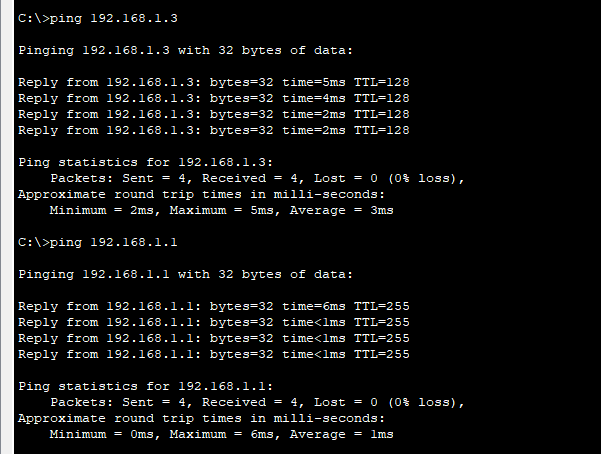 C:\>ping 192.168.1.3
Pinging 192.168.1.3 with 32 bytes of data:
Reply from 192.168.1.3: bytes=32 time=5ms TTL=128
Reply from 192.168.1.3: bytes=32 time=4ms TTL=128
Reply from 192.168.1.3: bytes=32 time=2ms TTL=128
Reply from 192.168.1.3: bytes=32 time=2ms TTL=128
Ping statistics for 192.168.1.3:
    Packets: Sent = 4, Received = 4, Lost = 0 (0% loss),
Approximate round trip times in milli-seconds:
    Minimum = 2ms, Maximum = 5ms, Average = 3ms
C:\>ping 192.168.1.1
Pinging 192.168.1.1 with 32 bytes of data:
Reply from 192.168.1.1: bytes=32 time=6ms TTL=255
Reply from 192.168.1.1: bytes=32 time<1ms TTL=255
Reply from 192.168.1.1: bytes=32 time<1ms TTL=255
Reply from 192.168.1.1: bytes=32 time<1ms TTL=255
Ping statistics for 192.168.1.1:
    Packets: Sent = 4, Received = 4, Lost = 0 (0% loss),
Approximate round trip times in milli-seconds:
    Minimum = 0ms, Maximum = 6ms, Average = 1ms